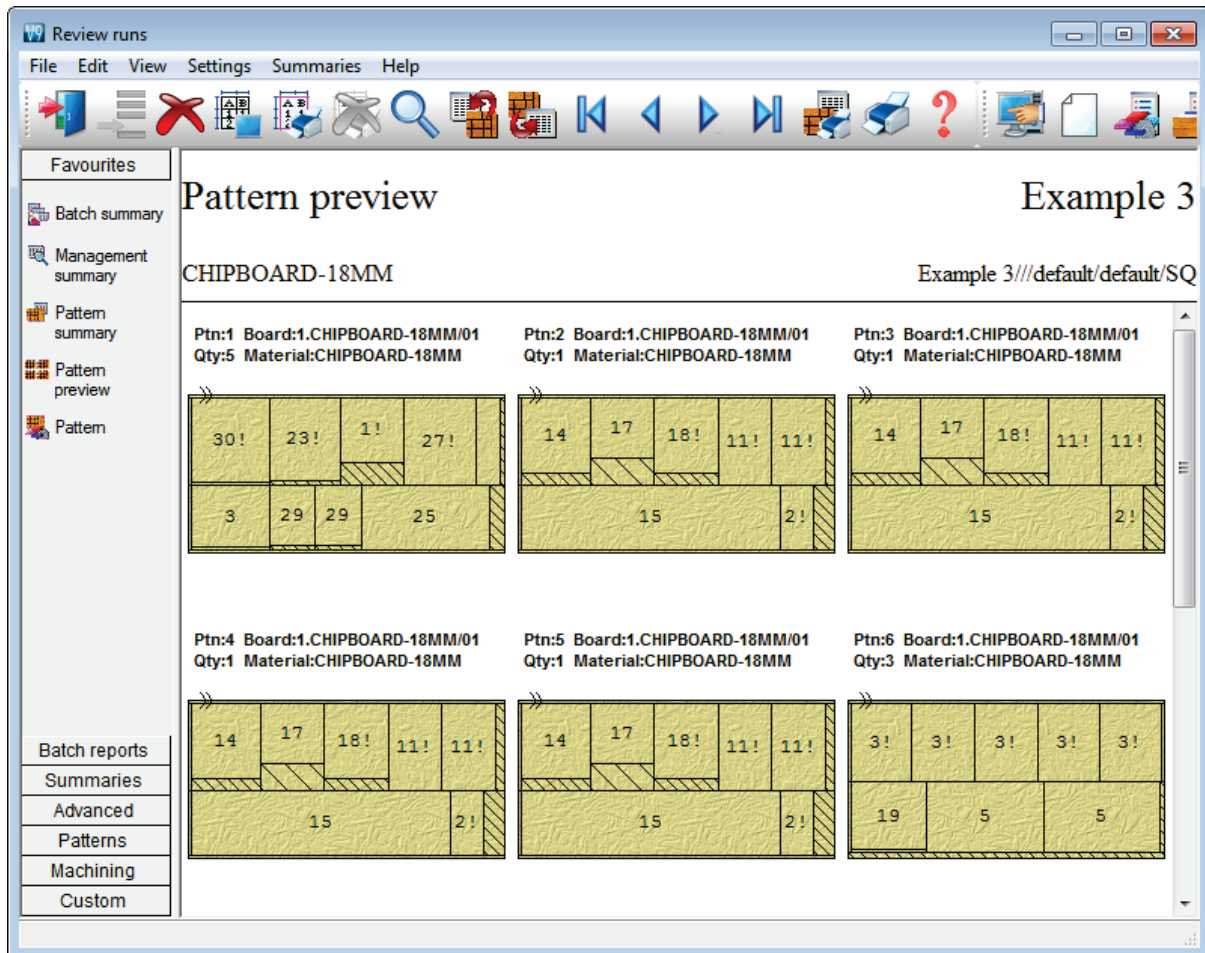 V9 Review runs
File Edit View Settings Summaries Help
Favourites
Batch summary
Management
summary
Pattern
summary
Pattern
preview
Pattern
Batch reports
Summaries
Advanced
Patterns
Machining
Custom
Pattern preview Example 3
CHIPBOARD-18MM Example 3///default/default/SQ
Ptn:1 Board:1.CHIPBOARD-18MM/01
Qty:5 Material:CHIPBOARD-18MM
30! 23! 1! 27!
3 29 29 25
Ptn:2 Board:1.CHIPBOARD-18MM/01
Qty:1 Material:CHIPBOARD-18MM
14 17 18! 11! 11!
15 2!
Ptn:3 Board:1.CHIPBOARD-18MM/01
Qty:1 Material:CHIPBOARD-18MM
14 17 18! 11! 11!
15 2!
Ptn:4 Board:1.CHIPBOARD-18MM/01
Qty:1 Material:CHIPBOARD-18MM
14 17 18! 11! 11!
15 2!
Ptn:5 Board:1.CHIPBOARD-18MM/01
Qty:1 Material:CHIPBOARD-18MM
14 17 18! 11! 11!
15 2!
Ptn:6 Board:1.CHIPBOARD-18MM/01
Qty:3 Material:CHIPBOARD-18MM
3! 3! 3! 3! 3!
19 5 5